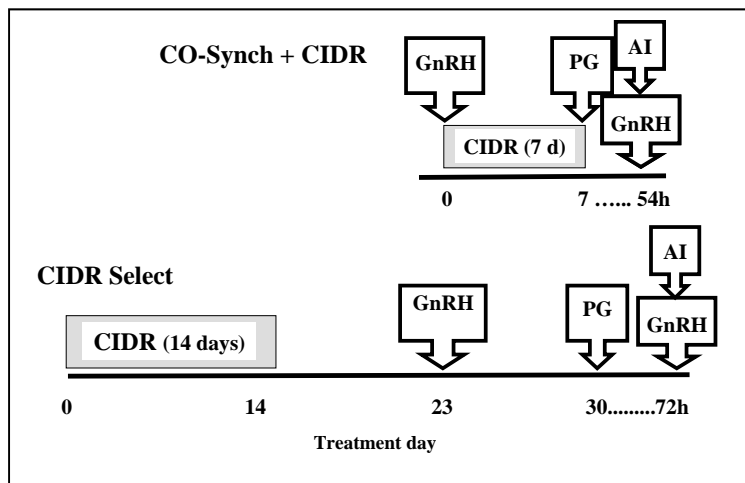 CO-Synch + CIDR
GnRH
PG
AI
GnRH
CIDR (7 d)
0
7 …... 54h
CIDR Select
CIDR (14 days)
GnRH
PG
AI
GnRH
0
14
23
30.........72h
Treatment day